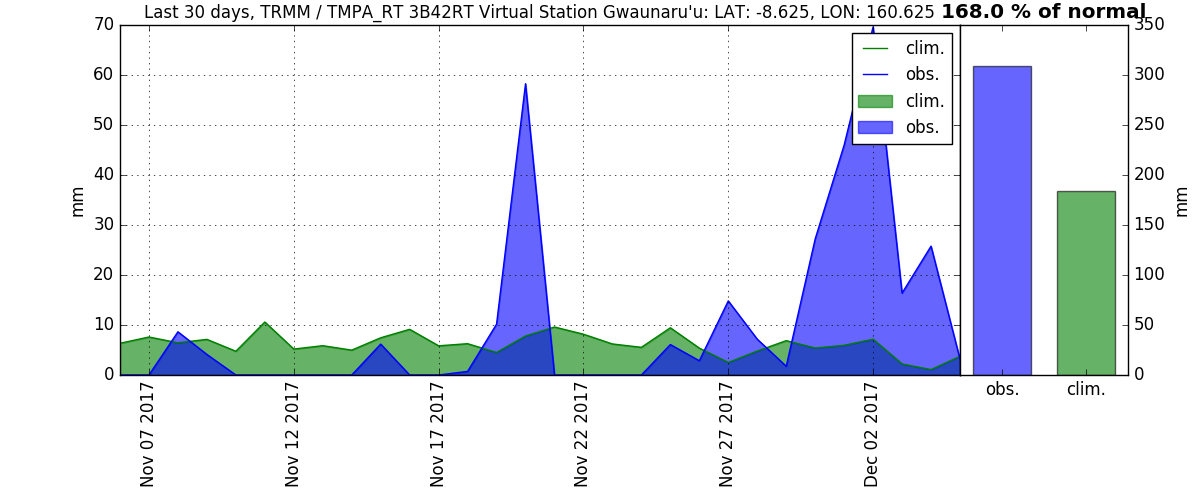 Last 30 days, TRMM / TMPA_RT 3B42RT Virtual Station Gwaunaru'u: LAT: -8.625, LON: 160.625 168.0 % of normal
70
60
50
40
30
20
10
0
mm
clim.
obs.
clim.
obs.
350
300
250
200
150
100
50
0
mm
Nov 07 2017
Nov 12 2017
Nov 17 2017
Nov 22 2017
Nov 27 2017
Dec 02 2017
obs.
clim.